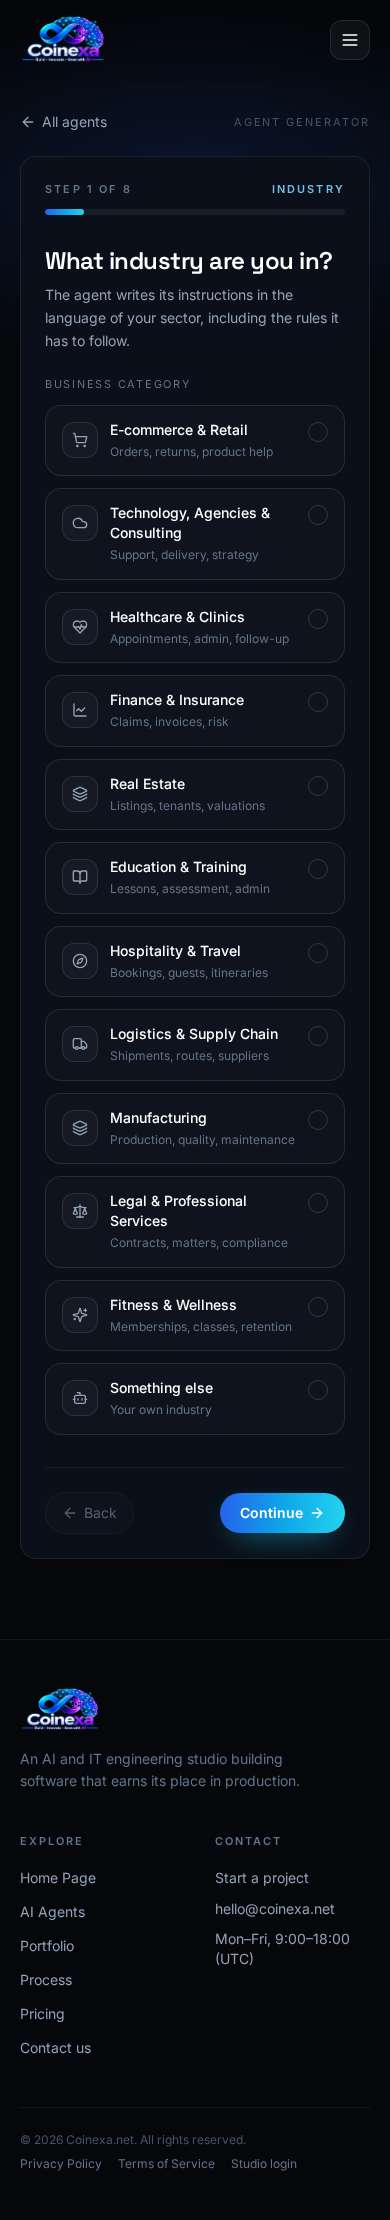 Coinexa
All agents
AGENT GENERATOR
STEP 1 OF 8
INDUSTRY
What industry are you in?
The agent writes its instructions in the
language of your sector, including the rules it
has to follow.
BUSINESS CATEGORY
E-commerce & Retail
Orders, returns, product help
Technology, Agencies &
Consulting
Support, delivery, strategy
Healthcare & Clinics
Appointments, admin, follow-up
Finance & Insurance
Claims, invoices, risk
Real Estate
Listings, tenants, valuations
Education & Training
Lessons, assessment, admin
Hospitality & Travel
Bookings, guests, itineraries
Logistics & Supply Chain
Shipments, routes, suppliers
Manufacturing
Production, quality, maintenance
Legal & Professional
Services
Contracts, matters, compliance
Fitness & Wellness
Memberships, classes, retention
Something else
Your own industry
Back
Continue
Coinexa
An AI and IT engineering studio building
software that earns its place in production.
EXPLORE
Home Page
AI Agents
Portfolio
Process
Pricing
Contact us
CONTACT
Start a project
hello@coinexa.net
Mon–Fri, 9:00–18:00
(UTC)
© 2026 Coinexa.net. All rights reserved.
Privacy Policy Terms of Service Studio login